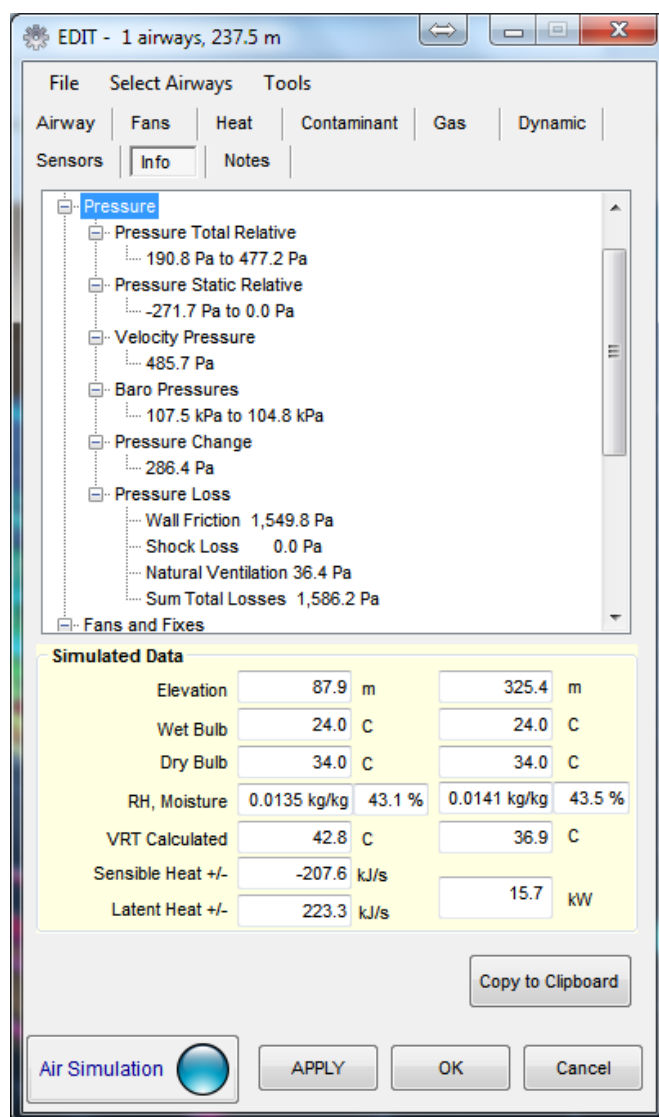 EDIT - 1 airways, 237.5 m
File Select Airways Tools
Airway Fans Heat Contaminant Gas Dynamic
Sensors Info Notes
Pressure
Pressure Total Relative
190.8 Pa to 477.2 Pa
Pressure Static Relative
-271.7 Pa to 0.0 Pa
Velocity Pressure
485.7 Pa
Baro Pressures
107.5 kPa to 104.8 kPa
Pressure Change
286.4 Pa
Pressure Loss
Wall Friction 1,549.8 Pa
Shock Loss 0.0 Pa
Natural Ventilation 36.4 Pa
Sum Total Losses 1,586.2 Pa
Fans and Fixes
Simulated Data
Elevation 87.9 m 325.4 m
Wet Bulb 24.0 C 24.0 C
Dry Bulb 34.0 C 34.0 C
RH, Moisture 0.0135 kg/kg 43.1 % 0.0141 kg/kg 43.5 %
VRT Calculated 42.8 C 36.9 C
Sensible Heat +/- -207.6 kJ/s
15.7 kW
Latent Heat +/- 223.3 kJ/s
Copy to Clipboard
Air Simulation APPLY OK Cancel